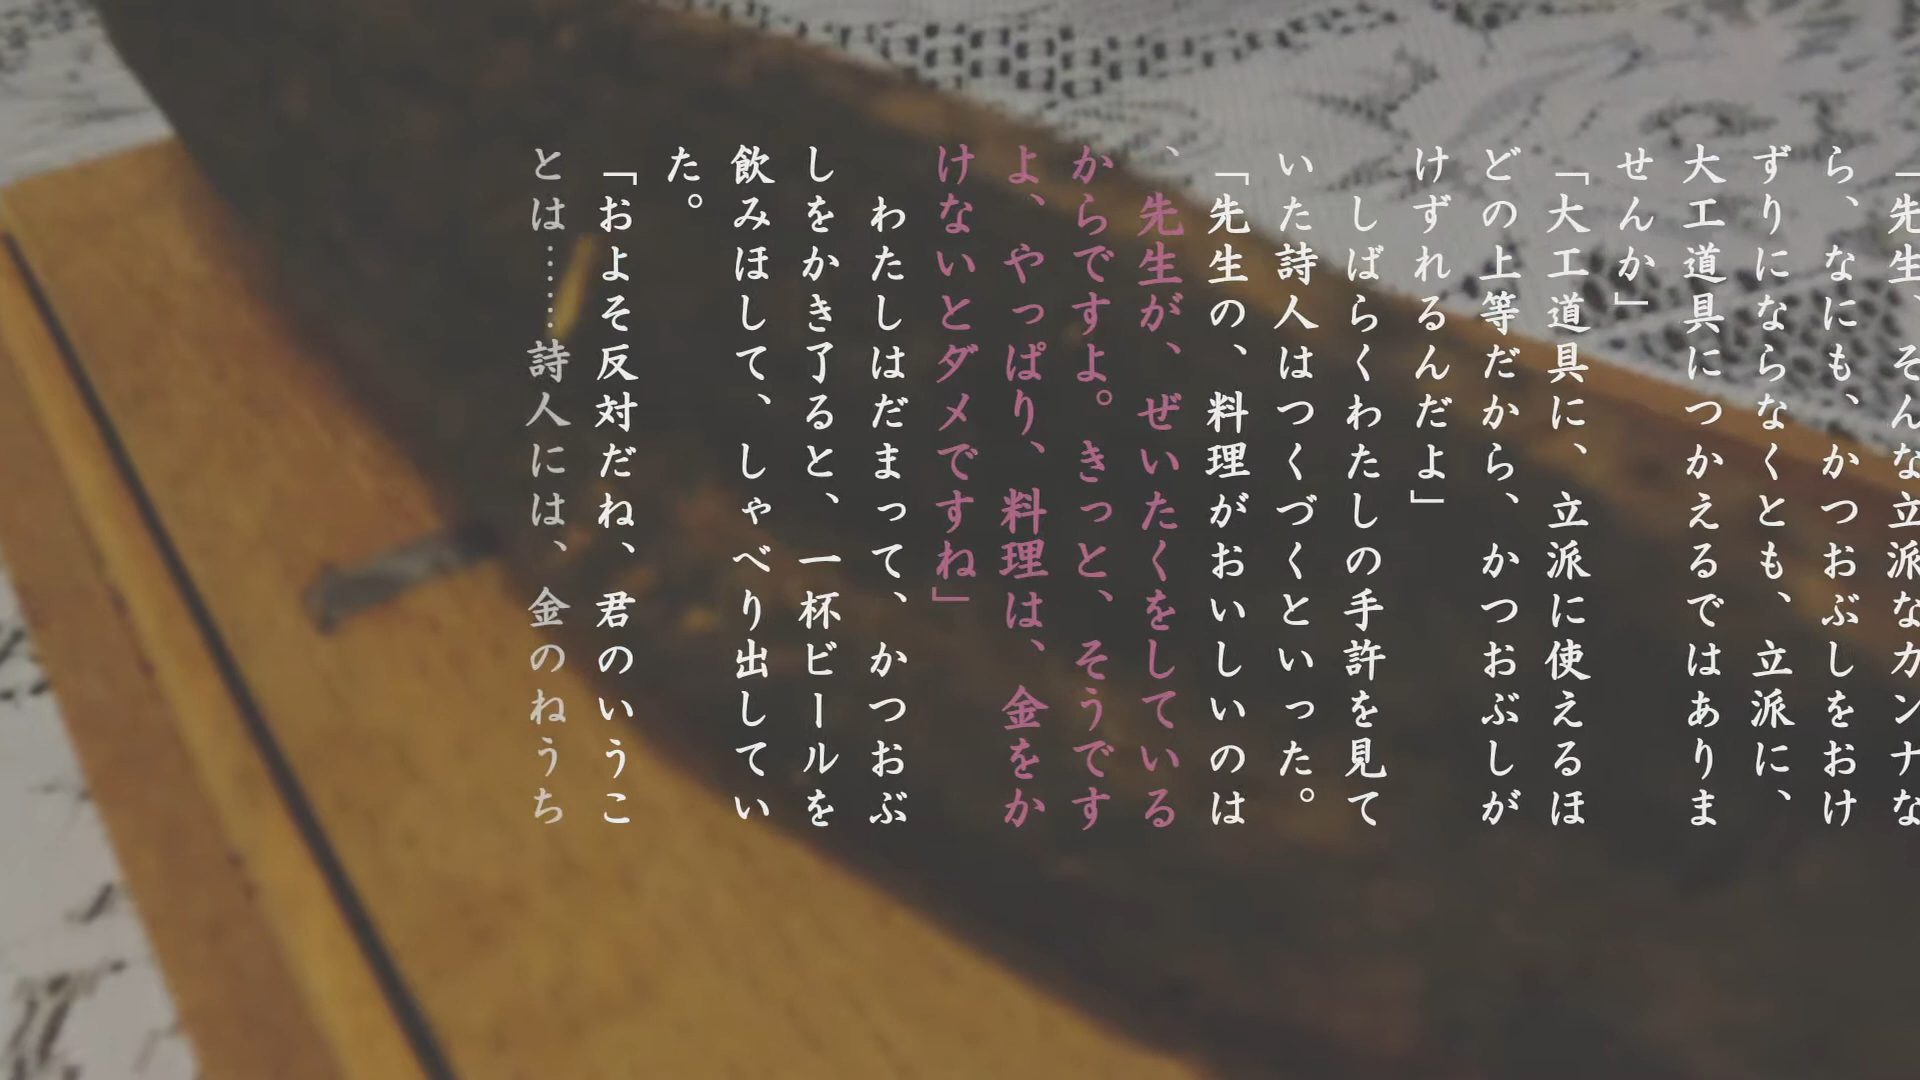 「先生、そんな立派なカンナな
ら、なにも、かつおぶしをおけ
ずりにならなくとも、立派に、
大工道具につかえるではありま
せんか」
「大工道具に、立派に使えるほ
どの上等だから、かつおぶしが
けずれるんだよ」
しばらくわたしの手許を見て
いた詩人はつくづくといった。
「先生の、料理がおいしいのは
、先生が、ぜいたくをしている
からですよ。きっと、そうです
よ、やっぱり、料理は、金をか
けないとダメですね」
わたしはだまって、かつおぶ
しをかき了ると、一杯ビールを
飲みほして、しゃべり出してい
た。
「およそ反対だね、君のいうこ
とは……詩人には、金のねうち